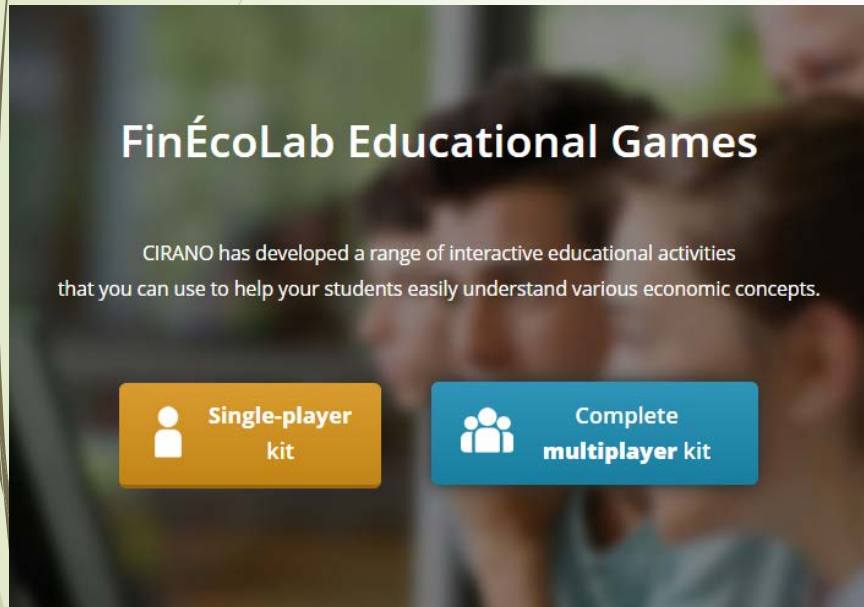 FinÉcoLab Educational Games
CIRANO has developed a range of interactive educational activities
that you can use to help your students easily understand various economic concepts.
Single-player
kit
Complete
multiplayer kit